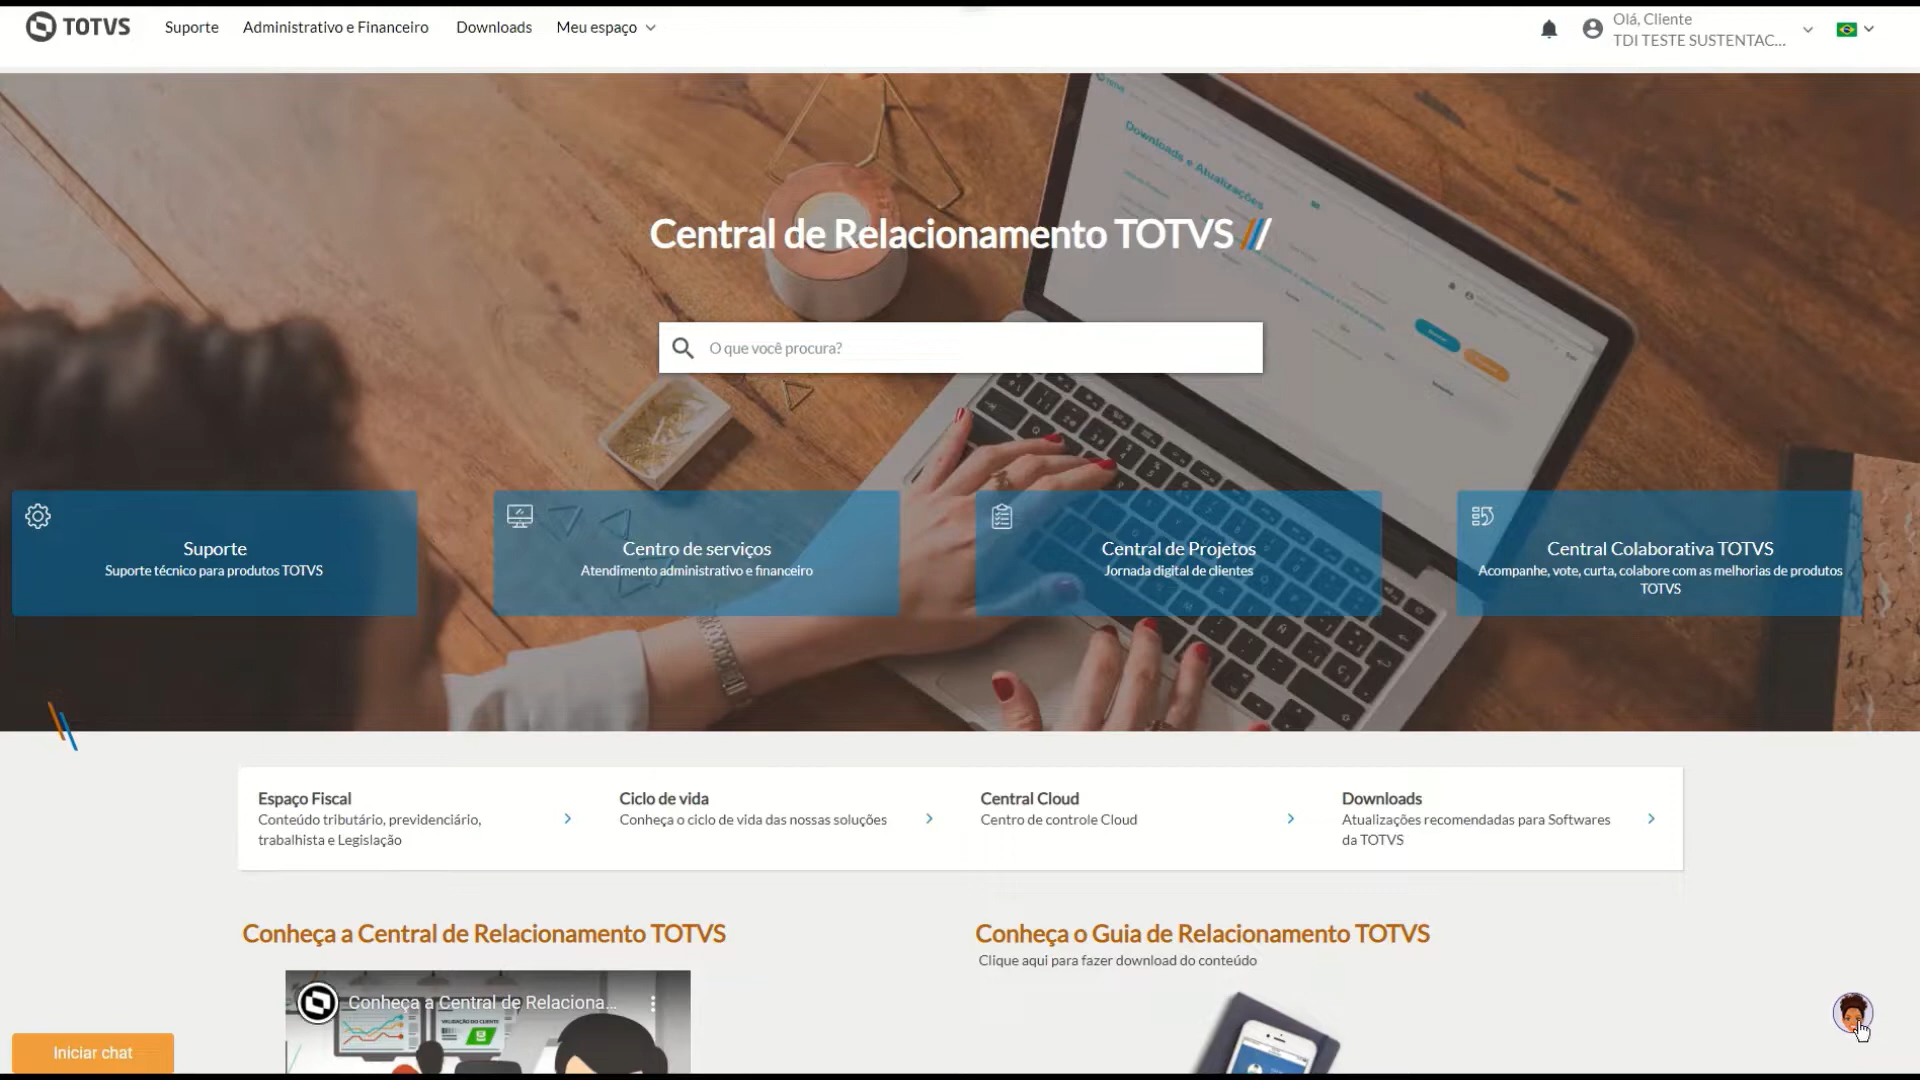 TOTVS
Suporte
Administrativo e Financeiro
Downloads
Meu espaço
Olá, Cliente
TDI TESTE SUSTENTAC...
Downloads e Atualizações
Central de Relacionamento TOTVS //
O que você procura?
Suporte
Suporte técnico para produtos TOTVS
Centro de serviços
Atendimento administrativo e financeiro
Central de Projetos
Jornada digital de clientes
Central Colaborativa TOTVS
Acompanhe, vote, curta, colabore com as melhorias de produtos
TOTVS
Espaço Fiscal
Conteúdo tributário, previdenciário,
trabalhista e Legislação
Ciclo de vida
Conheça o ciclo de vida das nossas soluções
Central Cloud
Centro de controle Cloud
Downloads
Atualizações recomendadas para Softwares
da TOTVS
Conheça a Central de Relacionamento TOTVS
Conheça o Guia de Relacionamento TOTVS
Clique aqui para fazer download do conteúdo
Conheça a Central de Relaciona...
VALIDAÇÃO DO CLIENTE
Iniciar chat